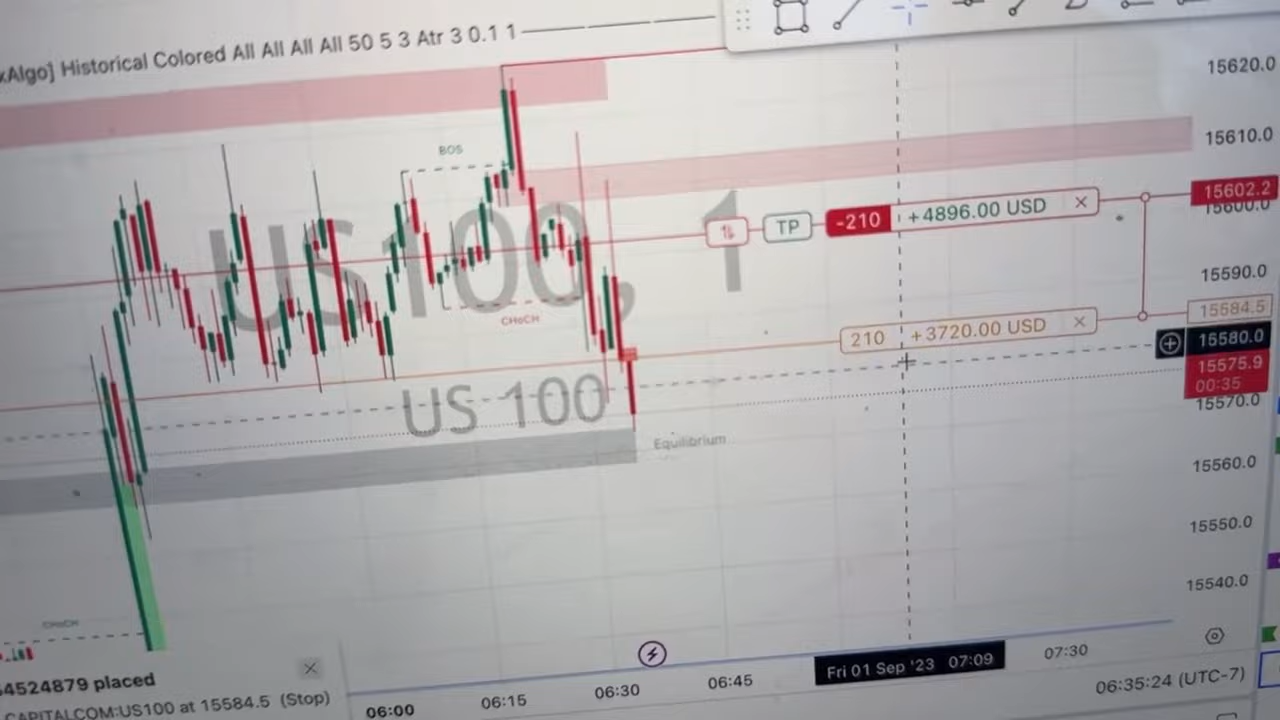 xAlgo] Historical Colored All All All All 50 5 3 Atr 3 0.1 1
15620.0
BOS
15610.0
US100, 1
TP
-210
+4896.00 USD
15602.2
15600.0
15590.0
CHoCH
210
+3720.00 USD
15584.5
15580.0
15575.9
00:35
15570.0
US 100
Equilibrium
15560.0
15550.0
15540.0
CHoCH
4524879 placed
CAPITALCOM:US100 at 15584.5 (Stop)
06:00
06:15
06:30
06:45
Fri 01 Sep '23 07:09
07:30
06:35:24 (UTC-7)